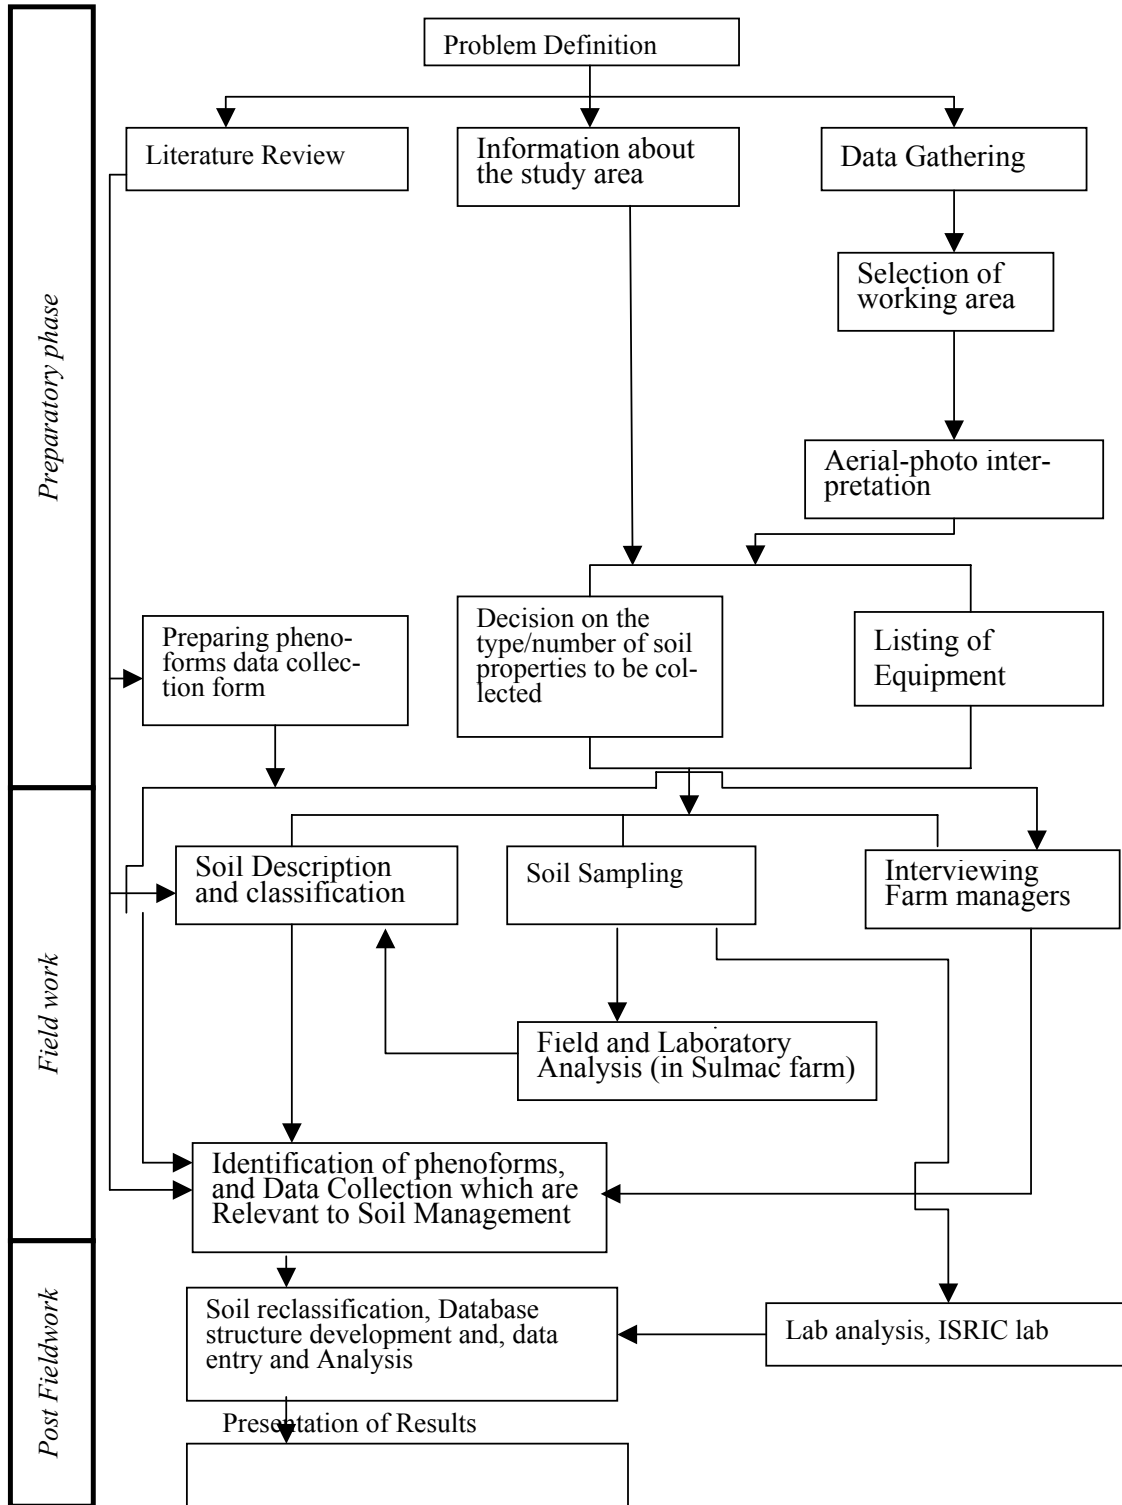 Problem Definition
Literature Review
Information about
the study area
Data Gathering
Selection of
working area
Preparatory phase
Aerial-photo inter-
pretation
Preparing pheno-
forms data collec-
tion form
Decision on the
type/number of soil
properties to be col-
lected
Listing of
Equipment
Field work
Soil Description
and classification
Soil Sampling
Interviewing
Farm managers
Field and Laboratory
Analysis (in Sulmac farm)
Identification of phenoforms,
and Data Collection which are
Relevant to Soil Management
Post Fieldwork
Soil reclassification, Database
structure development and, data
entry and Analysis
Lab analysis, ISRIC lab
Presentation of Results